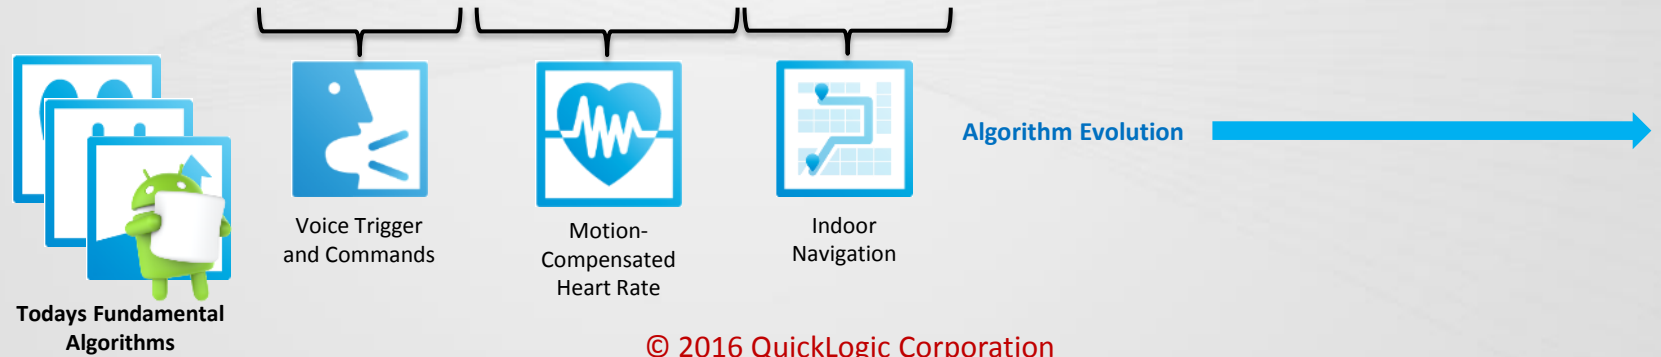 Voice Trigger
and Commands
Motion-
Compensated
Heart Rate
Indoor
Navigation
Algorithm Evolution
Todays Fundamental
Algorithms
© 2016 QuickLogic Corporation